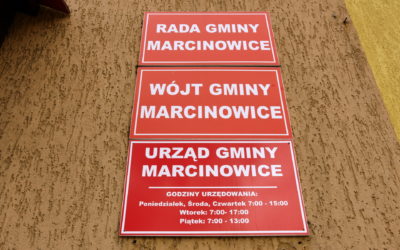 RADA GMINY
MARCINOWICE
WÓJT GMINY
MARCINOWICE
URZĄD GMINY
MARCINOWICE
GODZINY URZĘDOWANIA:
Poniedziałek, Środa, Czwartek 7:00 - 15:00
Wtorek: 7:00- 17:00
Piątek: 7:00 - 13:00